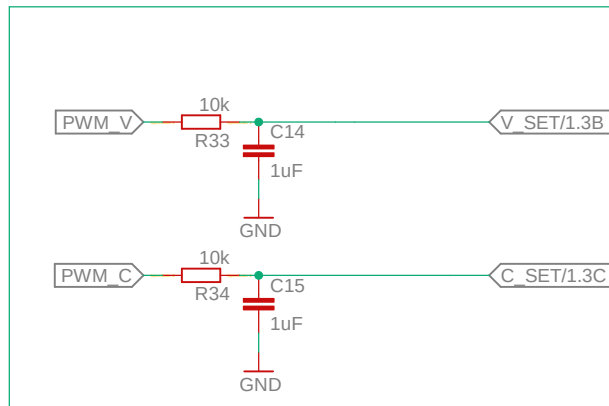 10k
PWM_V
R33
C14
1uF
V_SET/1.3B
GND
10k
PWM_C
R34
C15
1uF
C_SET/1.3C
GND